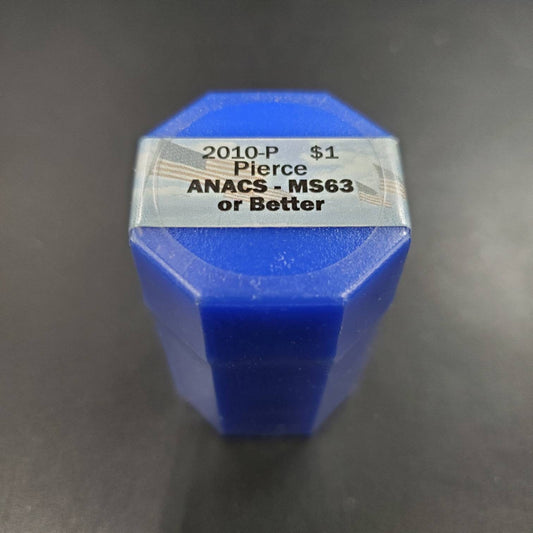 2010-P $1
Pierce
ANACS - MS63
or Better